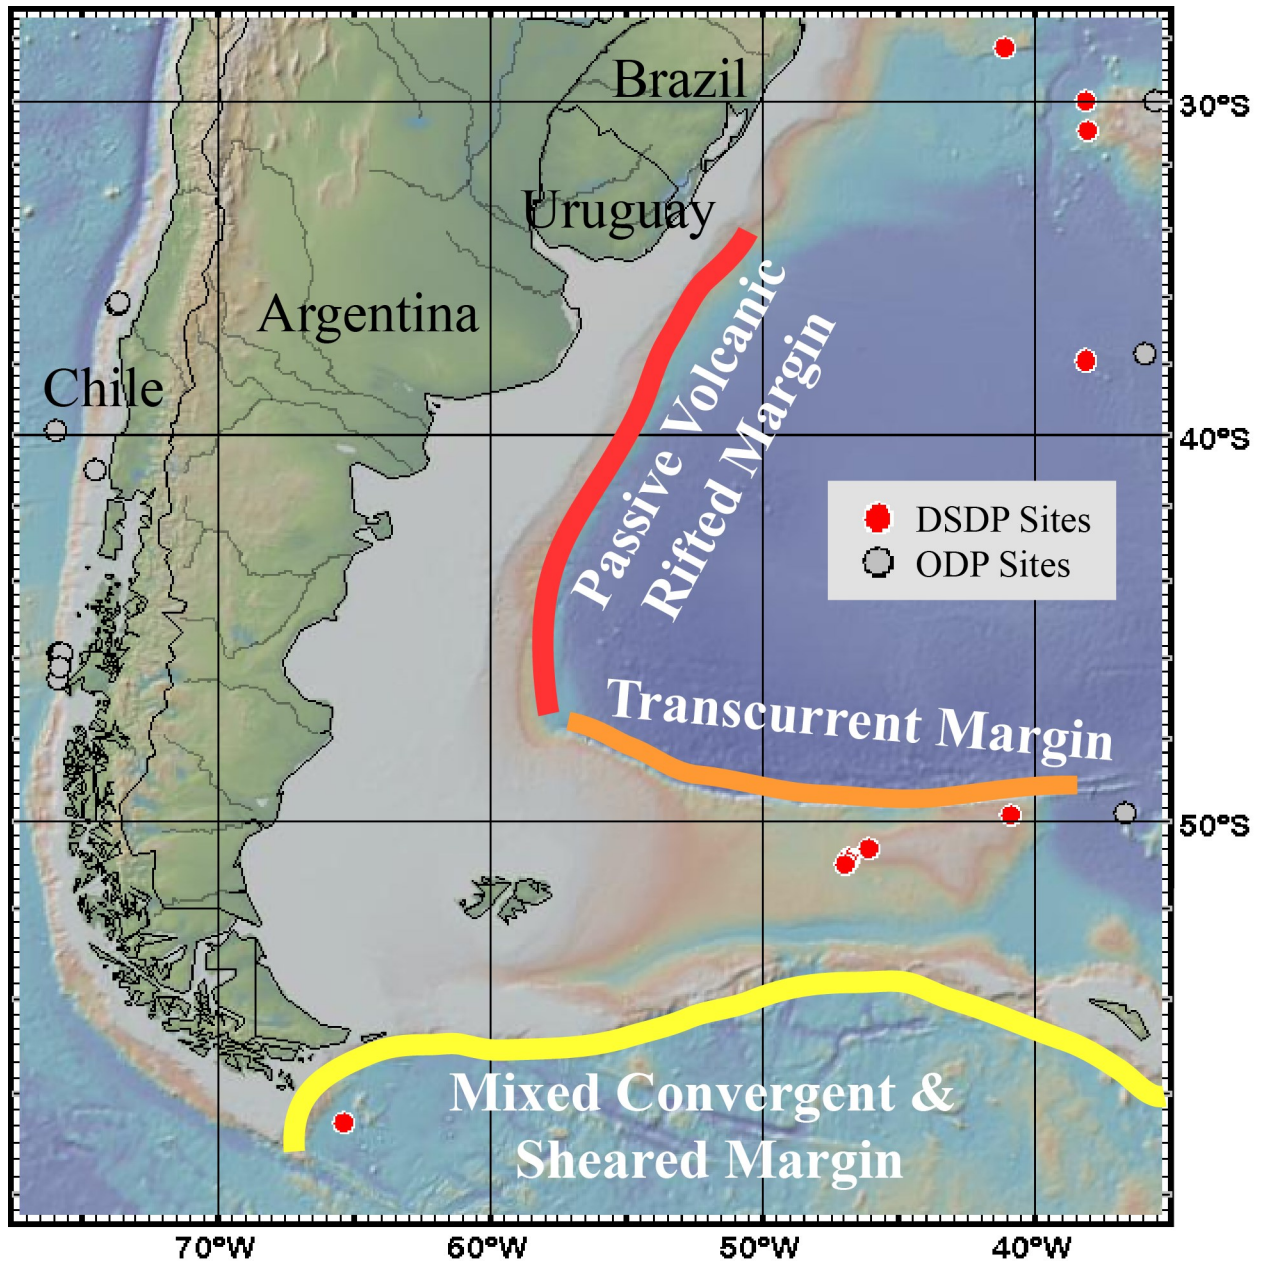 Brazil
30°S
Uruguay
Argentina
Chile
Passive Volcanic
Rifted Margin
40°S
DSDP Sites
ODP Sites
Transcurrent Margin
50°S
Mixed Convergent &
Sheared Margin
70°W 60°W 50°W 40°W